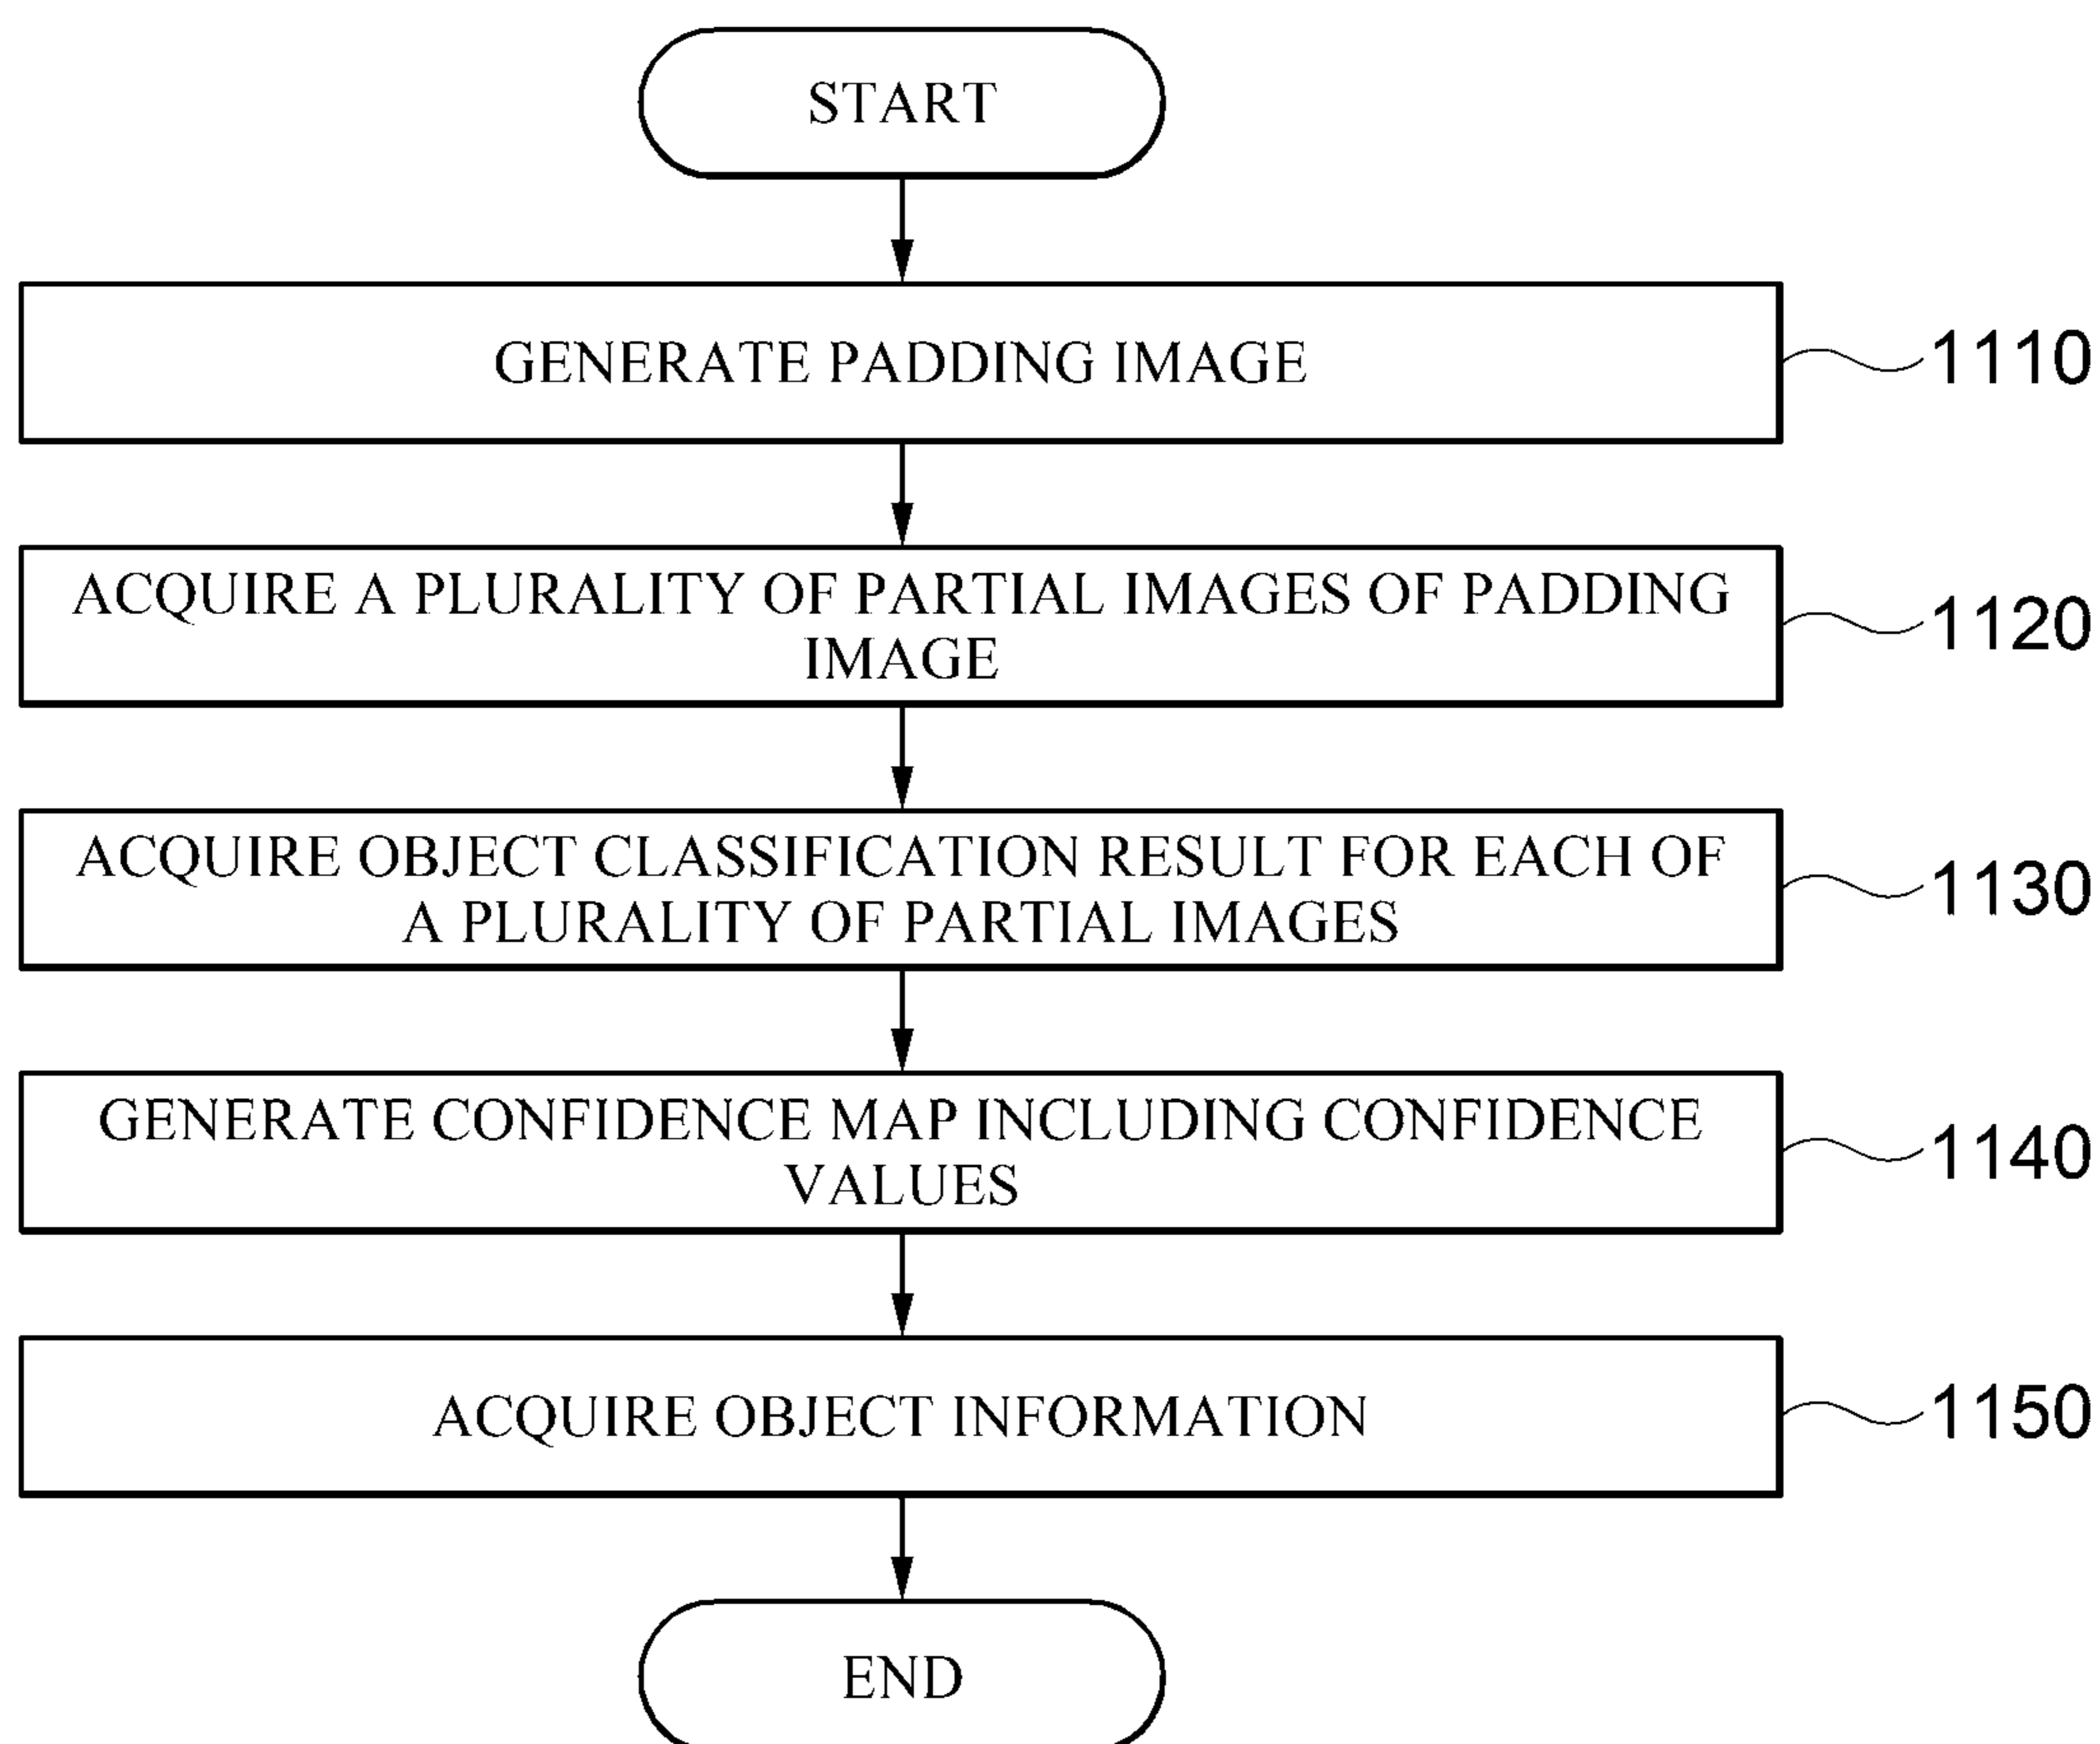 START
GENERATE PADDING IMAGE
1110
ACQUIRE A PLURALITY OF PARTIAL IMAGES OF PADDING
IMAGE
1120
ACQUIRE OBJECT CLASSIFICATION RESULT FOR EACH OF
A PLURALITY OF PARTIAL IMAGES
1130
GENERATE CONFIDENCE MAP INCLUDING CONFIDENCE
VALUES
1140
ACQUIRE OBJECT INFORMATION
1150
END